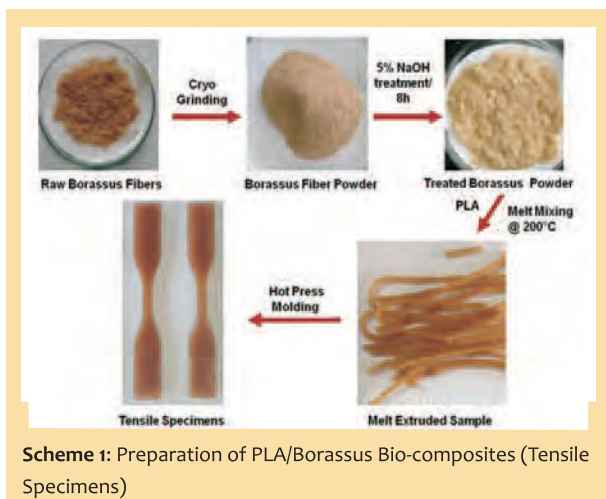 Cryo
Grinding
5% NaOH
treatment/
8h
Raw Borassus Fibers
Borassus Fiber Powder
Treated Borassus Powder
PLA
Melt Mixing
@ 200°C
Hot Press
Molding
Tensile Specimens
Melt Extruded Sample
Scheme 1: Preparation of PLA/Borassus Bio-composites (Tensile
Specimens)